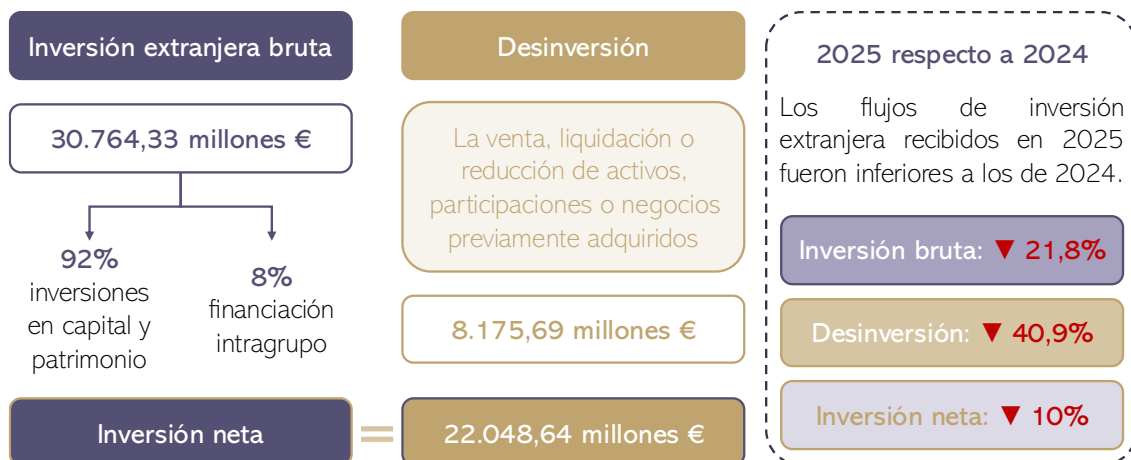 Inversión extranjera bruta
30.764,33 millones €
92%
inversiones
en capital y
patrimonio
8%
financiación
intragrupo
Desinversión
La venta, liquidación o
reducción de activos,
participaciones o negocios
previamente adquiridos
8.175,69 millones €
Inversión neta
=
22.048,64 millones €
2025 respecto a 2024
Los flujos de inversión
extranjera recibidos en 2025
fueron inferiores a los de 2024.
Inversión bruta: ▼ 21,8%
Desinversión: ▼ 40,9%
Inversión neta: ▼ 10%